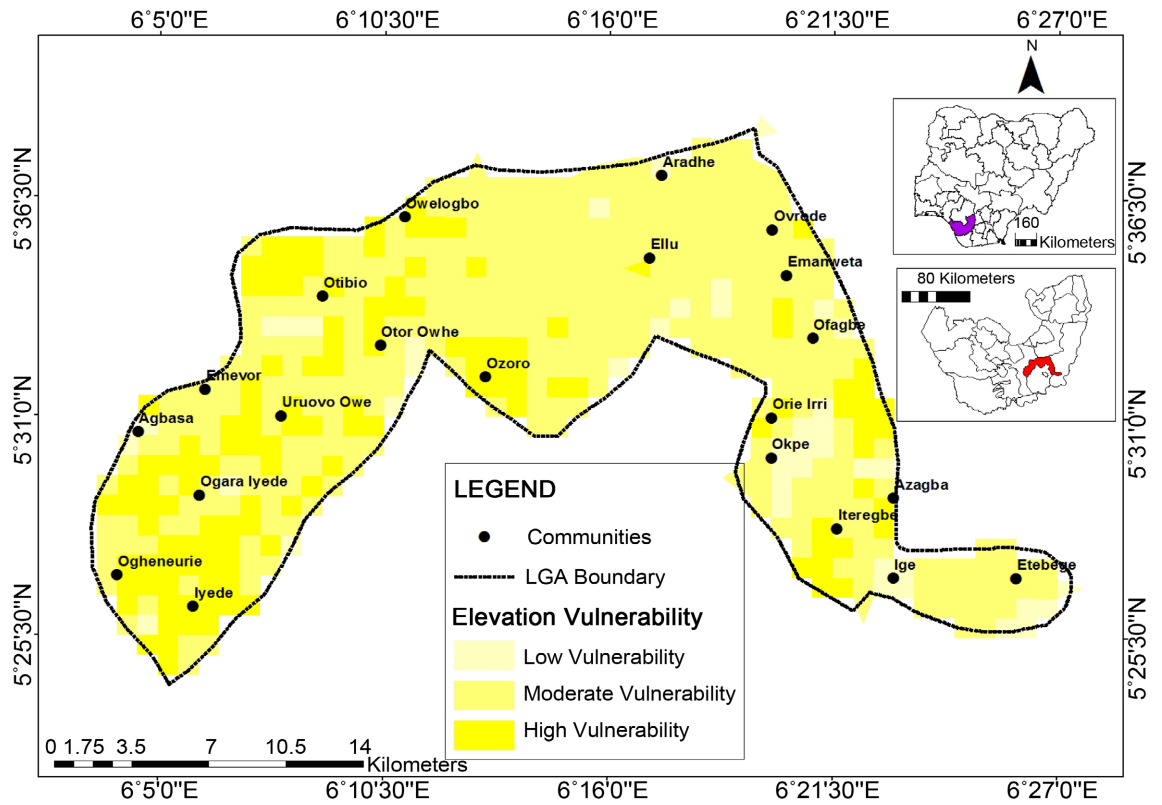 6°5'0"E 6°10'30"E 6°16'0"E 6°21'30"E 6°27'0"E
N
5°36'30"N
5°36'30"N
160
Kilometers
80 Kilometers
Aradhe
Owelogbo
Ovrode
Ellu
Emanweta
Otibio
Ofagbe
Otor Owhe
Ozoro
Emevor
Uruovo Owe
Orie Irri
Agbasa
5°31'0"N
5°31'0"N
Okpe
Ogara Iyede
Azagba
Iteregbe
Ogheneurie
Ige
Etebege
Iyede
5°25'30"N
5°25'30"N
LEGEND
Communities
LGA Boundary
Elevation Vulnerability
Low Vulnerability
Moderate Vulnerability
High Vulnerability
0 1.75 3.5 7 10.5 14
Kilometers
6°5'0"E 6°10'30"E 6°16'0"E 6°21'30"E 6°27'0"E